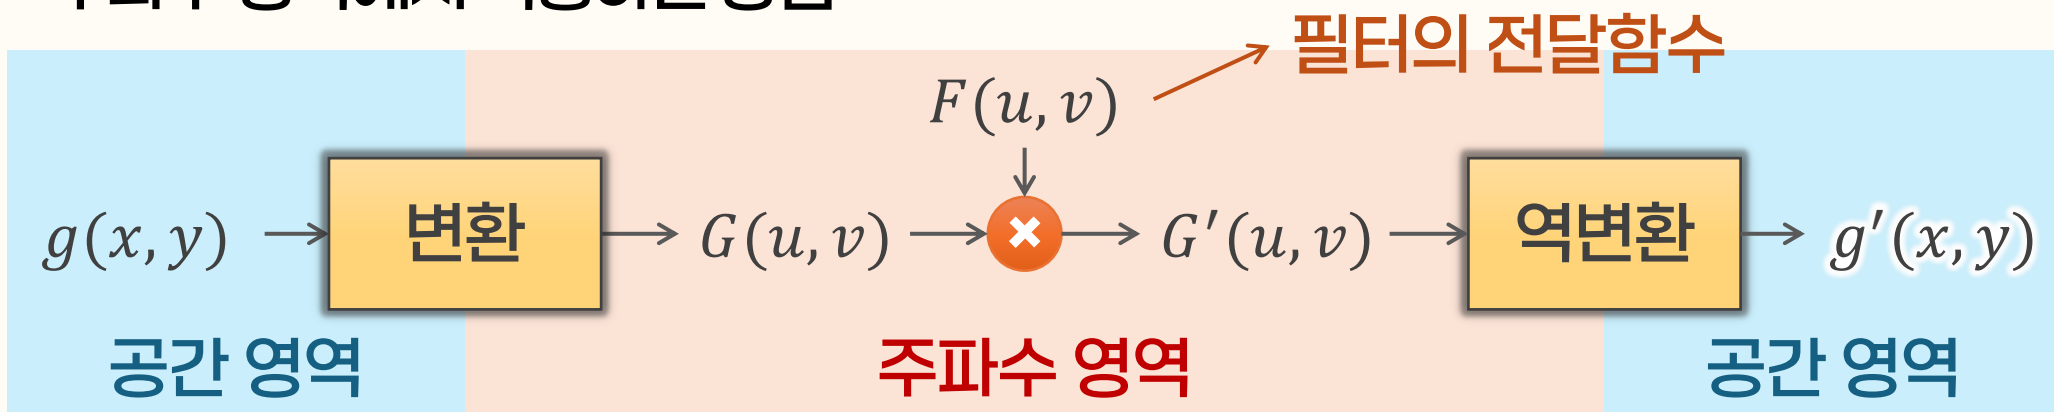 필터의 전달함수
F(u, v)
g(x, y)
변환
G(u, v)
G′(u, v)
역변환
g′(x, y)
공간 영역
주파수 영역
공간 영역